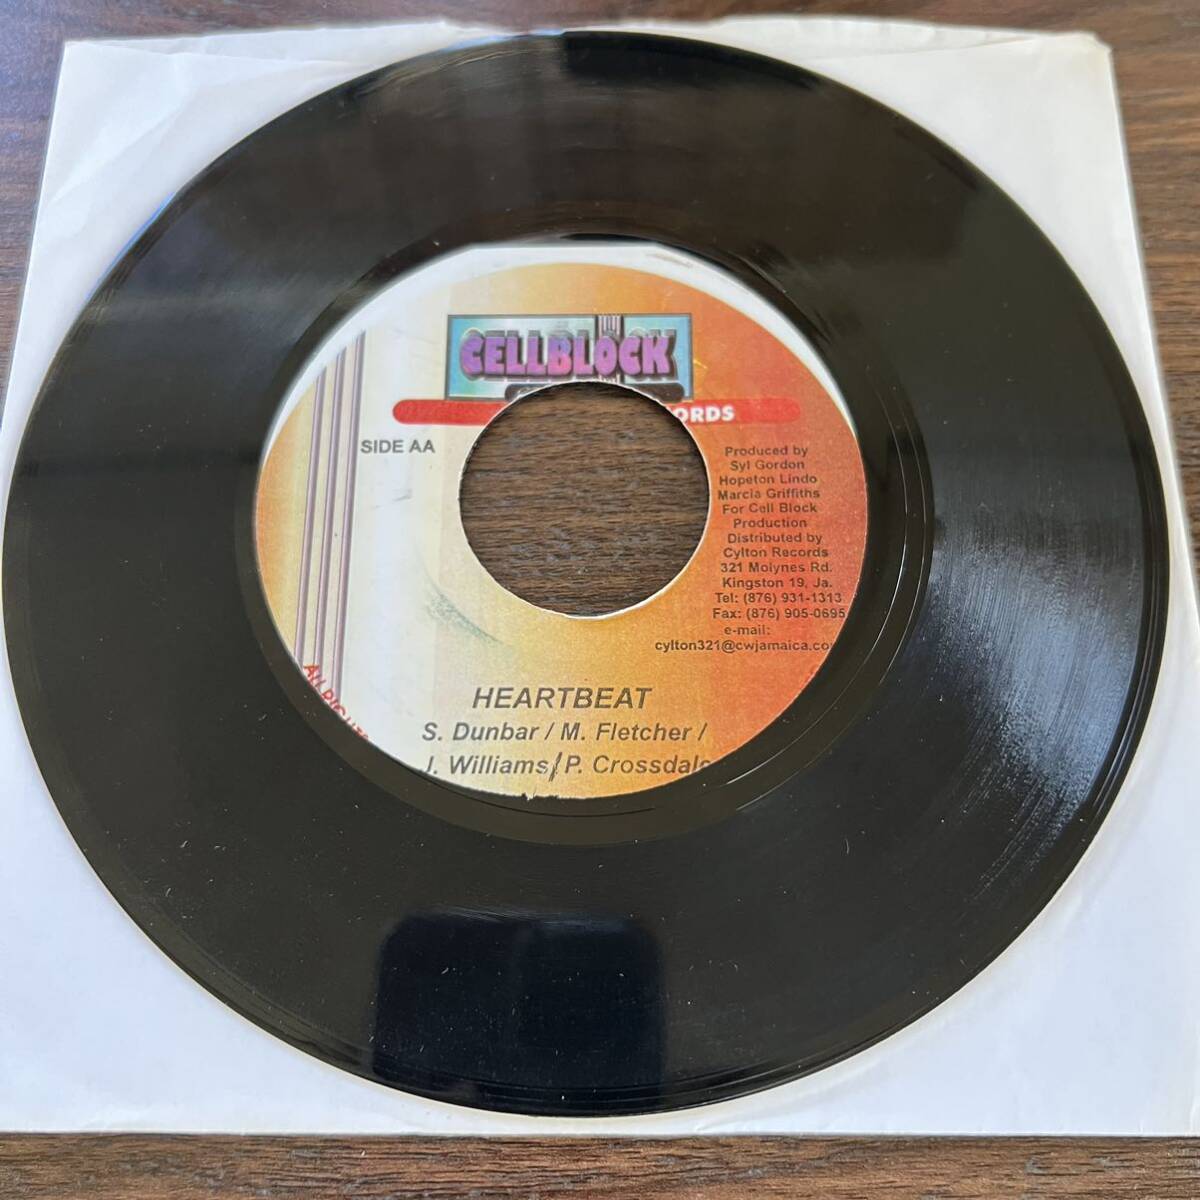 CELLBLOCK
ORDS
SIDE AA
Produced by
Syl Gordon
Hopeton Lindo
Marcia Griffiths
For Cell Block
Production
Distributed by
Cylton Records
321 Molynes Rd.
Kingston 19, Ja.
Tel: (876) 931-1313
Fax: (876) 905-0695
e-mail:
cylton321@cwjamaica.co
ALL RIGHTS
HEARTBEAT
S. Dunbar / M. Fletcher /
J. Williams / P. Crossdale